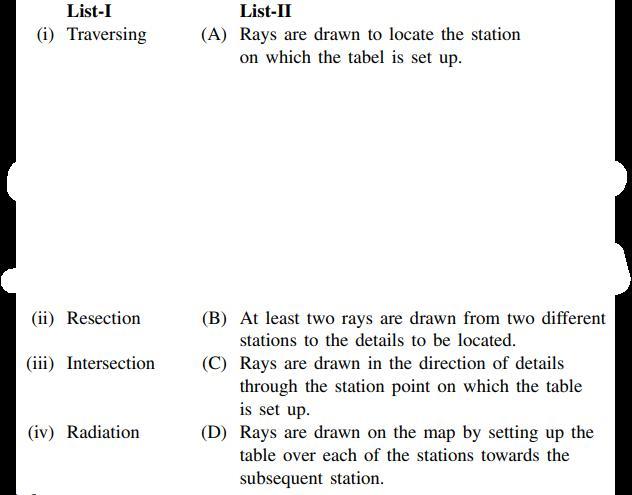 List-I List-II
(i) Traversing (A) Rays are drawn to locate the station
on which the tabel is set up.
(ii) Resection (B) At least two rays are drawn from two different
stations to the details to be located.
(iii) Intersection (C) Rays are drawn in the direction of details
through the station point on which the table
is set up.
(iv) Radiation (D) Rays are drawn on the map by setting up the
table over each of the stations towards the
subsequent station.